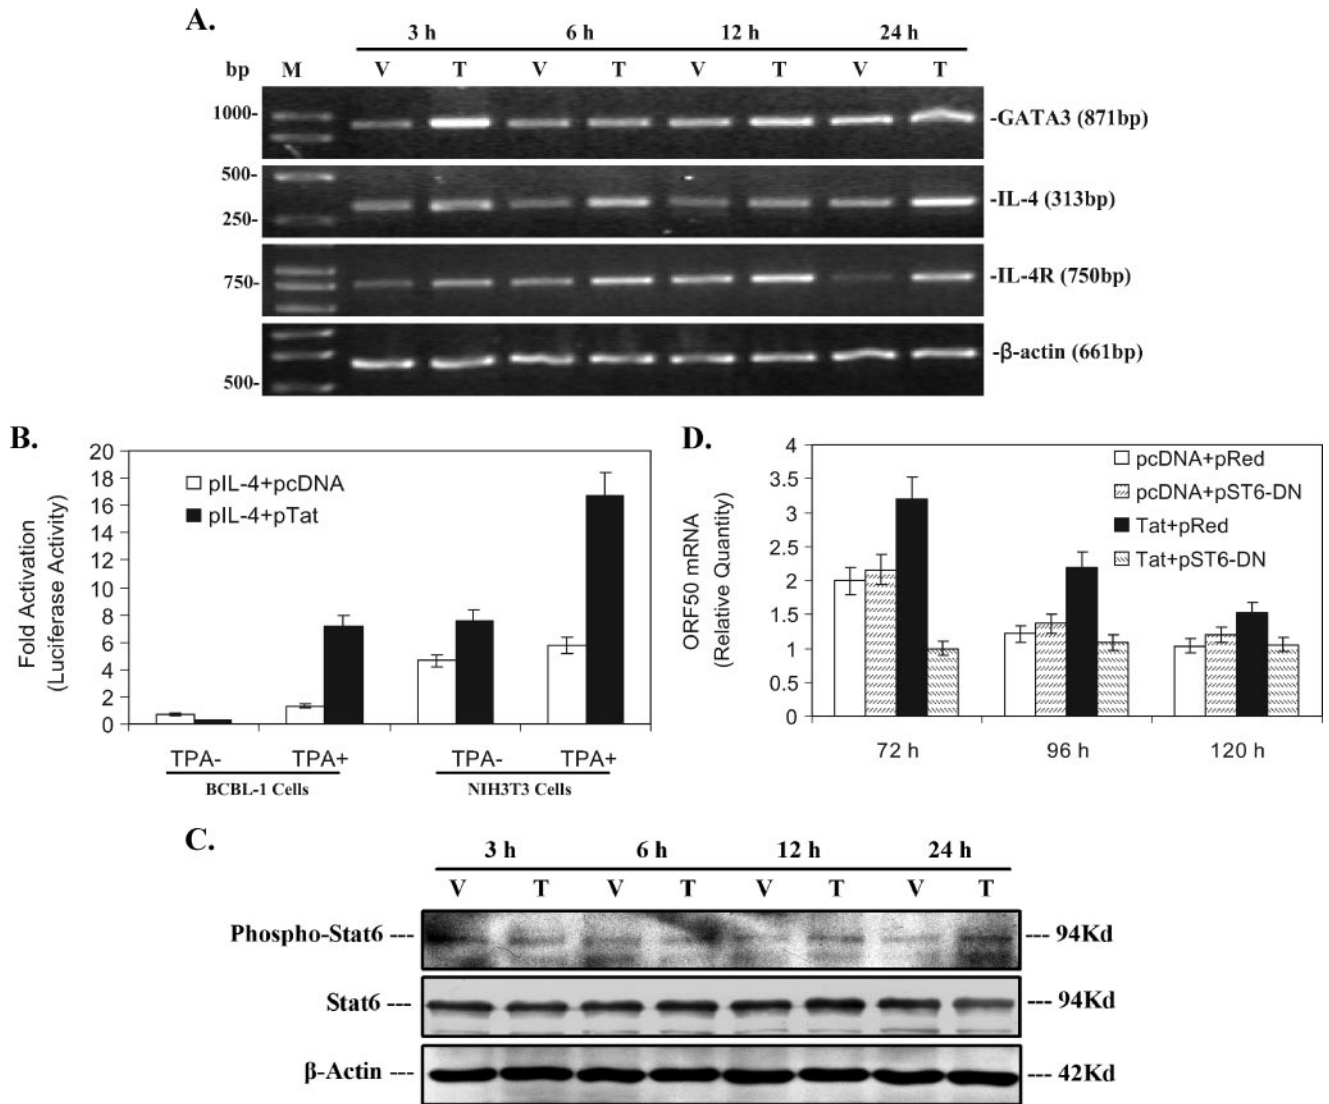 A.
3 h 6 h 12 h 24 h
bp M V T V T V T V T
1000- -GATA3 (871bp)
500-
-IL-4 (313bp)
250-
750- -IL-4R (750bp)
-β-actin (661bp)
500-
B.
20
18
16
14
12
10
8
6
4
2
0
Fold Activation
(Luciferase Activity)
pIL-4+pcDNA
pIL-4+pTat
TPA- TPA+ TPA- TPA+
BCBL-1 Cells NIH3T3 Cells
D.
4
3.5
3
2.5
2
1.5
1
0.5
0
ORF50 mRNA
(Relative Quantity)
pcDNA+pRed
pcDNA+pST6-DN
Tat+pRed
Tat+pST6-DN
72 h 96 h 120 h
C.
3 h 6 h 12 h 24 h
V T V T V T V T
Phospho-Stat6 --- --- 94Kd
Stat6 --- --- 94Kd
β-Actin --- --- 42Kd